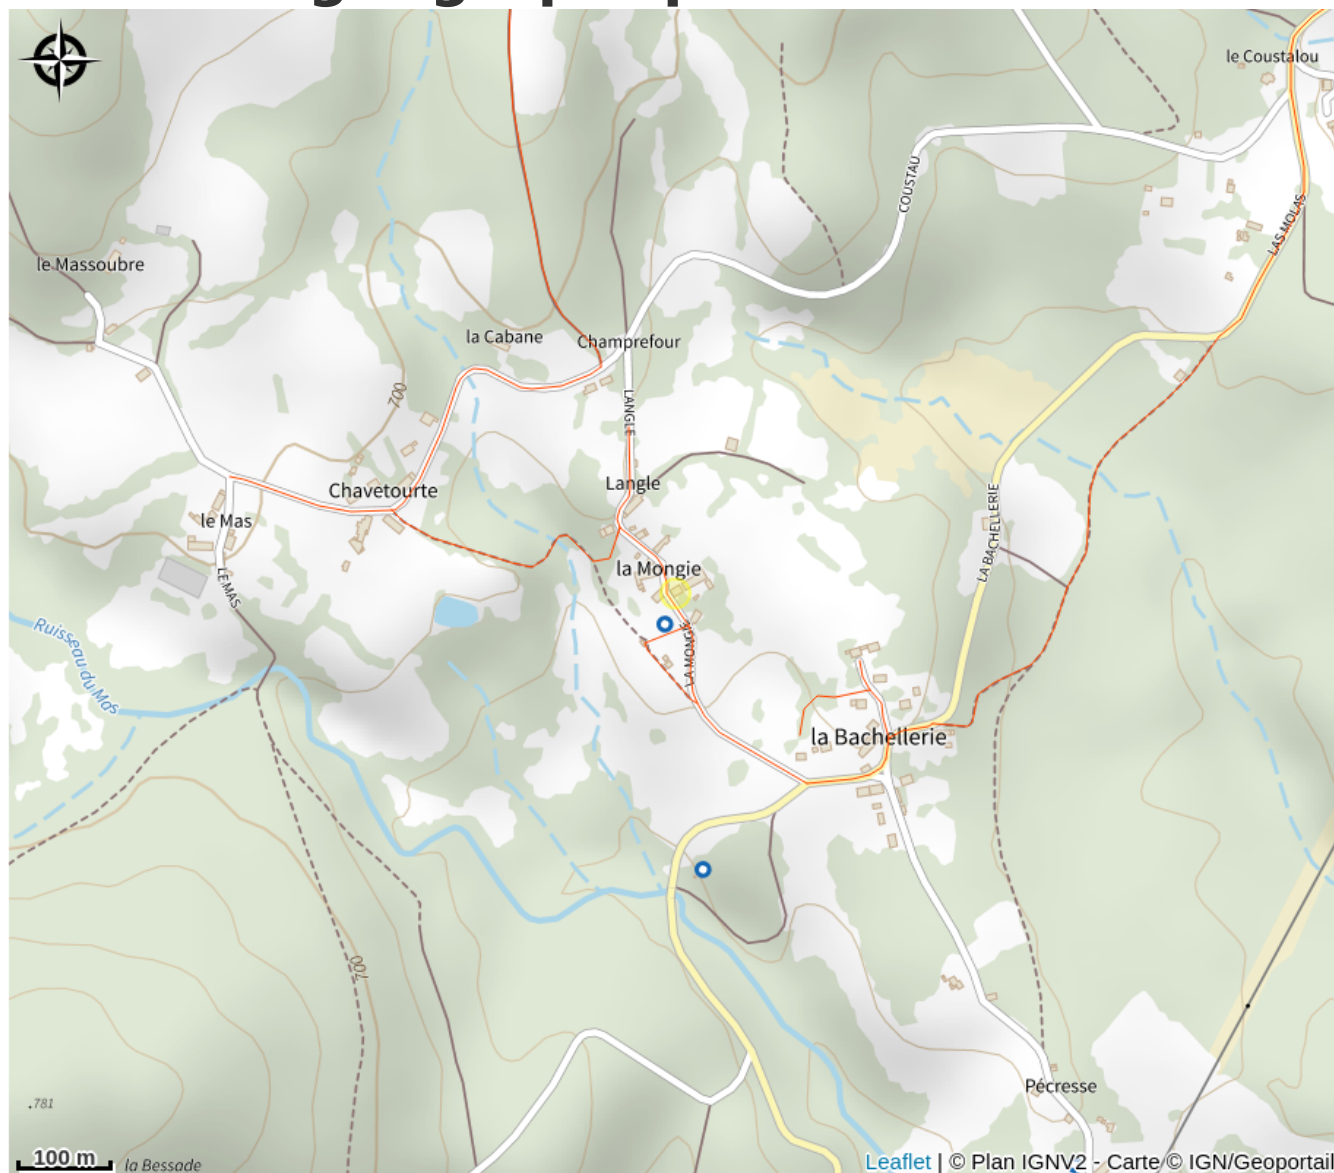 le Coustalou
COUSTAU
LAS MOLAS
le Massoubre
la Cabane
Champrefour
700
LANGLE
Chavetourte
Langle
le Mas
LA BACHELLERIE
la Mongie
LE MAS
Ruisseau du Mas
LA MONGIE
la Bachellerie
700
Pécresse
.781
100 m
la Bessade
Leaflet | © Plan IGNV2 - Carte © IGN/Geoportail